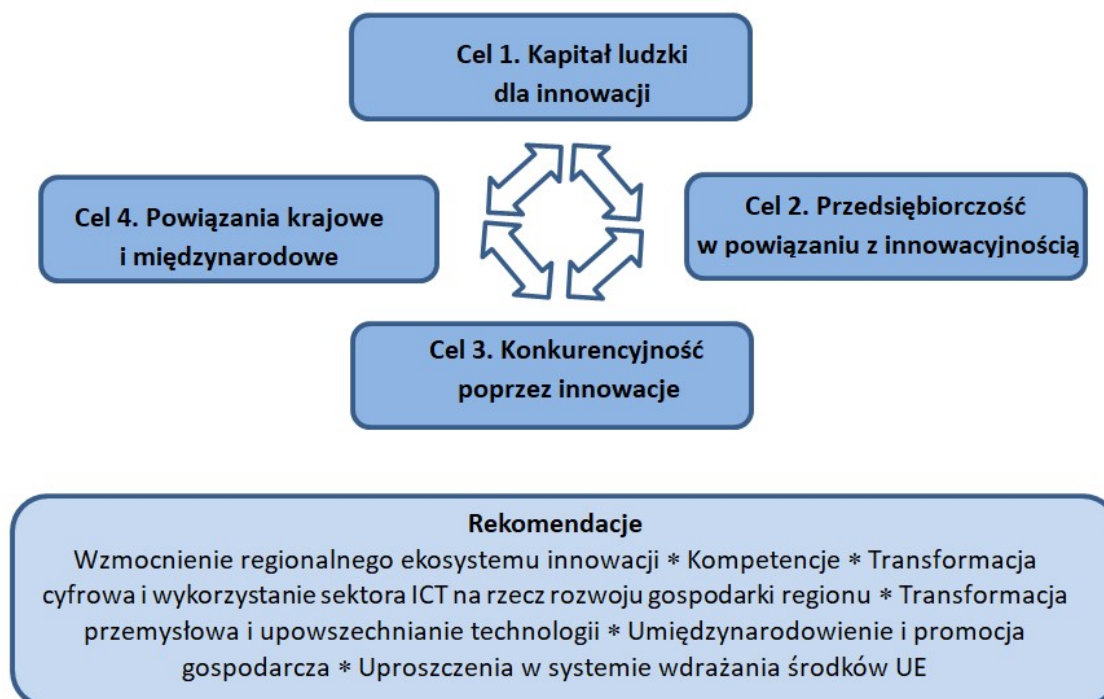 Cel 1. Kapitał ludzki
dla innowacji
Cel 4. Powiązania krajowe
i międzynarodowe
Cel 2. Przedsiębiorczość
w powiązaniu z innowacyjnością
Cel 3. Konkurencyjność
poprzez innowacje
Rekomendacje
Wzmocnienie regionalnego ekosystemu innowacji * Kompetencje * Transformacja
cyfrowa i wykorzystanie sektora ICT na rzecz rozwoju gospodarki regionu * Transformacja
przemysłowa i upowszechnianie technologii * Umiędzynarodowienie i promocja
gospodarcza * Uproszczenia w systemie wdrażania środków UE